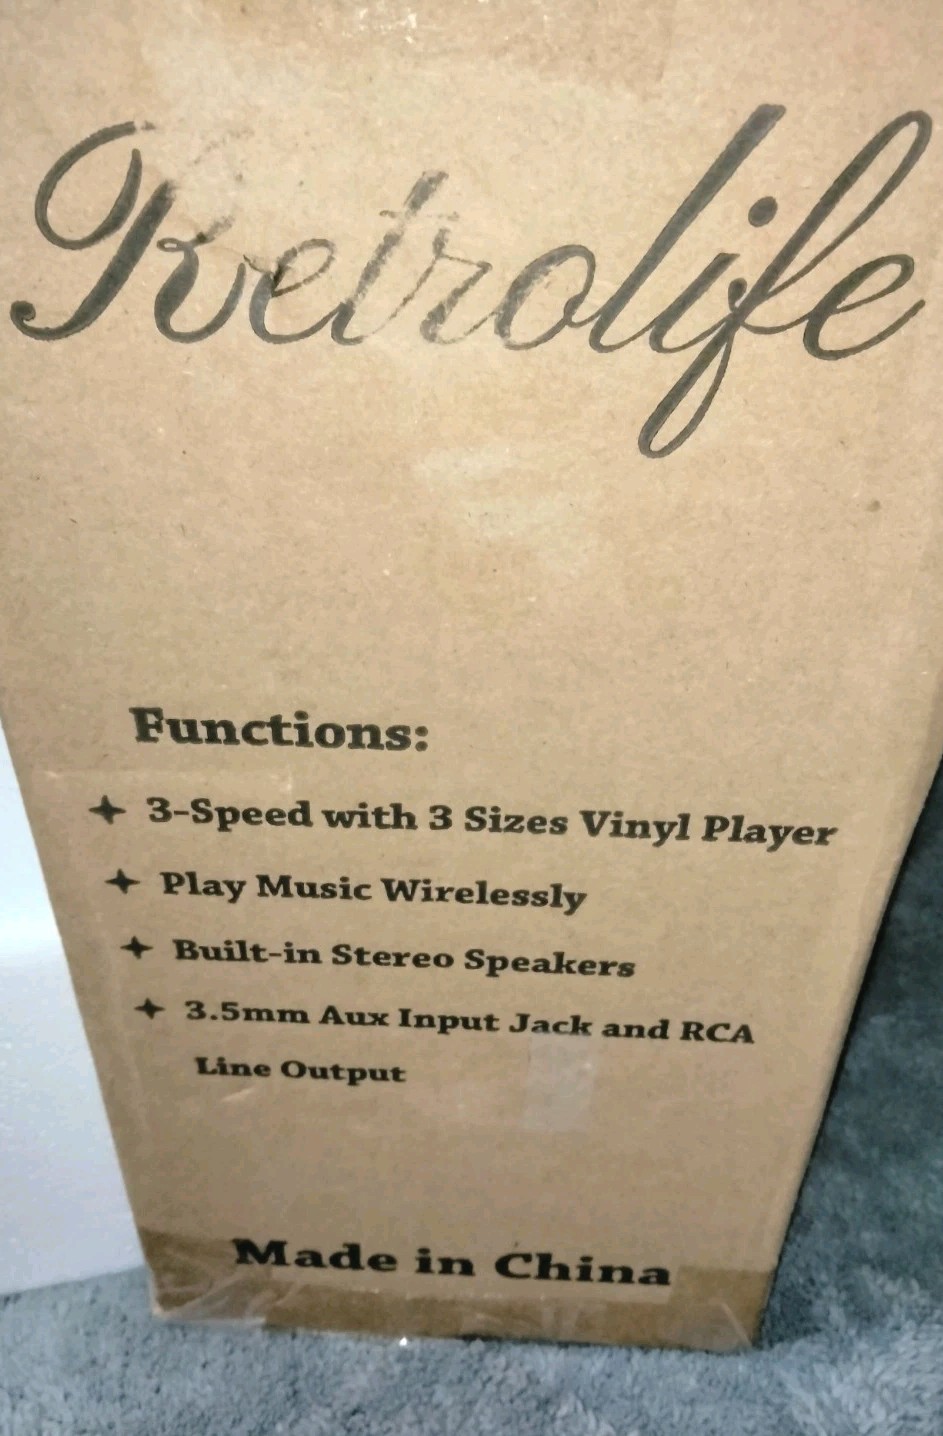 Retrolife
Functions:
✦ 3-Speed with 3 Sizes Vinyl Player
✦ Play Music Wirelessly
✦ Built-in Stereo Speakers
✦ 3.5mm Aux Input Jack and RCA
Line Output
Made in China